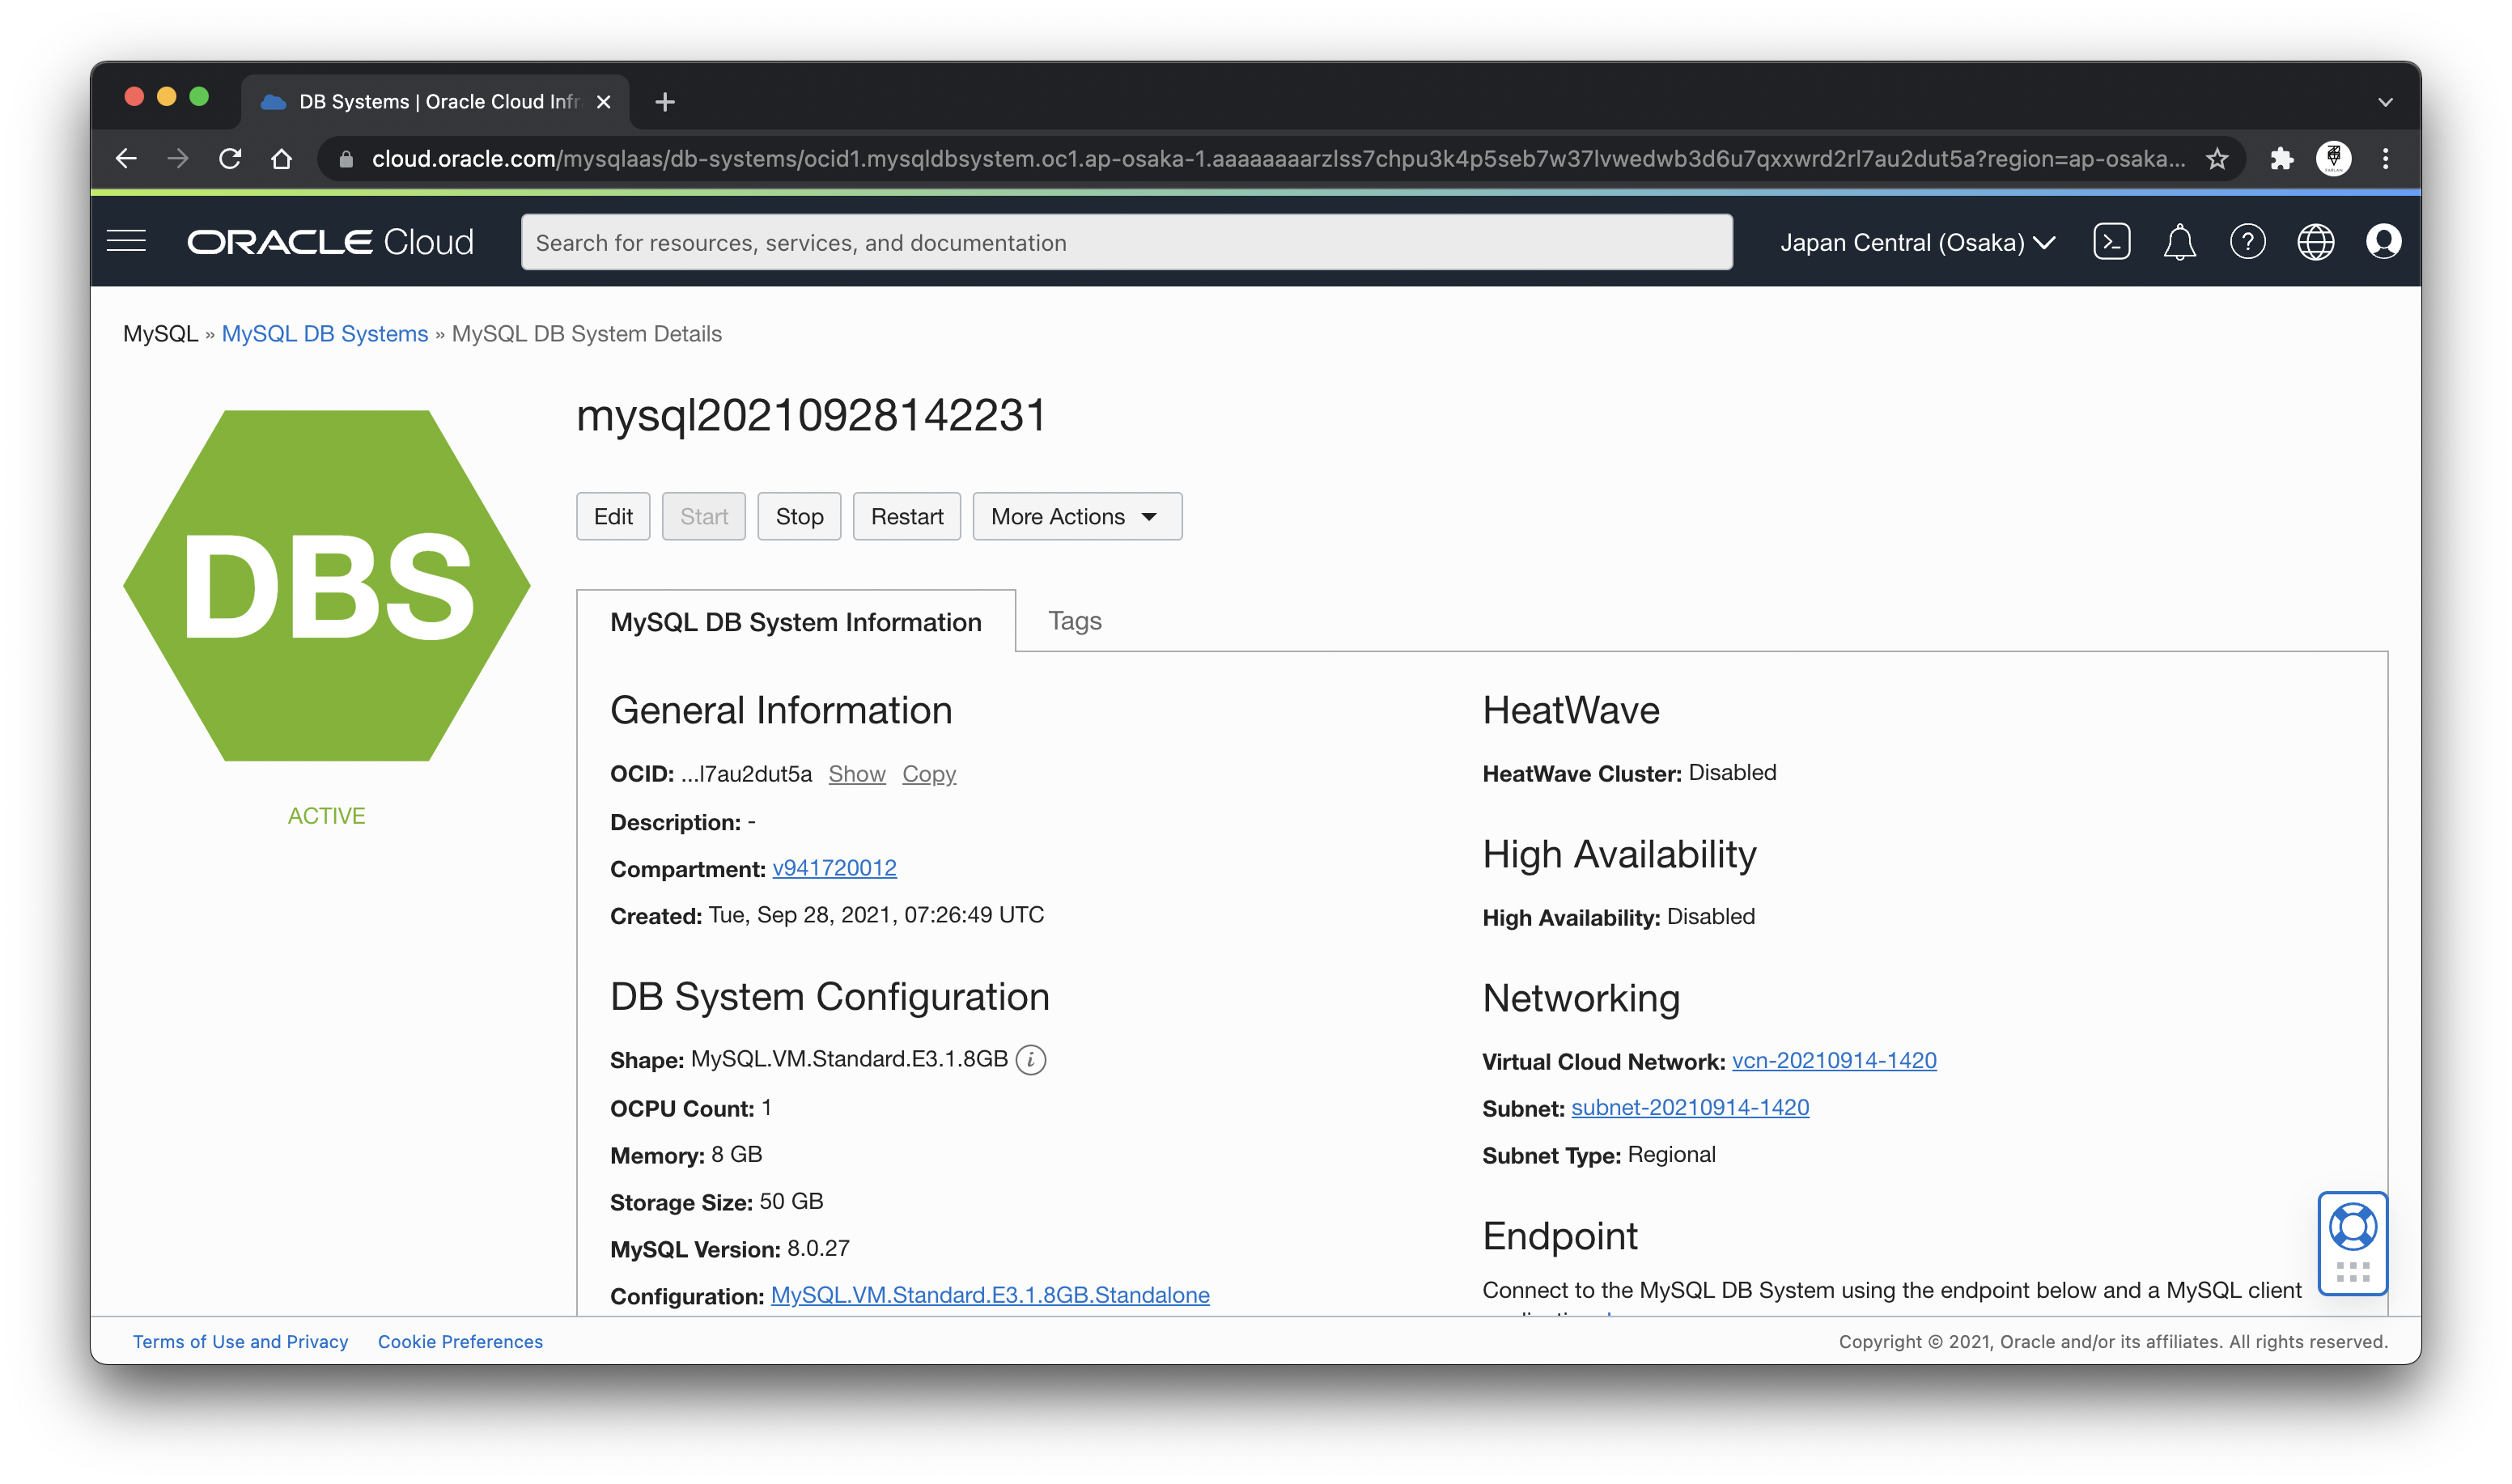 DB Systems | Oracle Cloud Infr
cloud.oracle.com/mysqlaas/db-systems/ocid1.mysqldbsystem.oc1.ap-osaka-1.aaaaaaaarzlss7chpu3k4p5seb7w37lvwedwb3d6u7qxxwrd2rl7au2dut5a?region=ap-osaka...
ORACLE Cloud
Search for resources, services, and documentation
Japan Central (Osaka)
MySQL » MySQL DB Systems » MySQL DB System Details
mysql20210928142231
Edit Start Stop Restart More Actions
DBS
ACTIVE
MySQL DB System Information
Tags
General Information
OCID: ...l7au2dut5a Show Copy
Description: -
Compartment: v941720012
Created: Tue, Sep 28, 2021, 07:26:49 UTC
DB System Configuration
Shape: MySQL.VM.Standard.E3.1.8GB
OCPU Count: 1
Memory: 8 GB
Storage Size: 50 GB
MySQL Version: 8.0.27
Configuration: MySQL.VM.Standard.E3.1.8GB.Standalone
HeatWave
HeatWave Cluster: Disabled
High Availability
High Availability: Disabled
Networking
Virtual Cloud Network: vcn-20210914-1420
Subnet: subnet-20210914-1420
Subnet Type: Regional
Endpoint
Connect to the MySQL DB System using the endpoint below and a MySQL client
Terms of Use and Privacy
Cookie Preferences
Copyright © 2021, Oracle and/or its affiliates. All rights reserved.